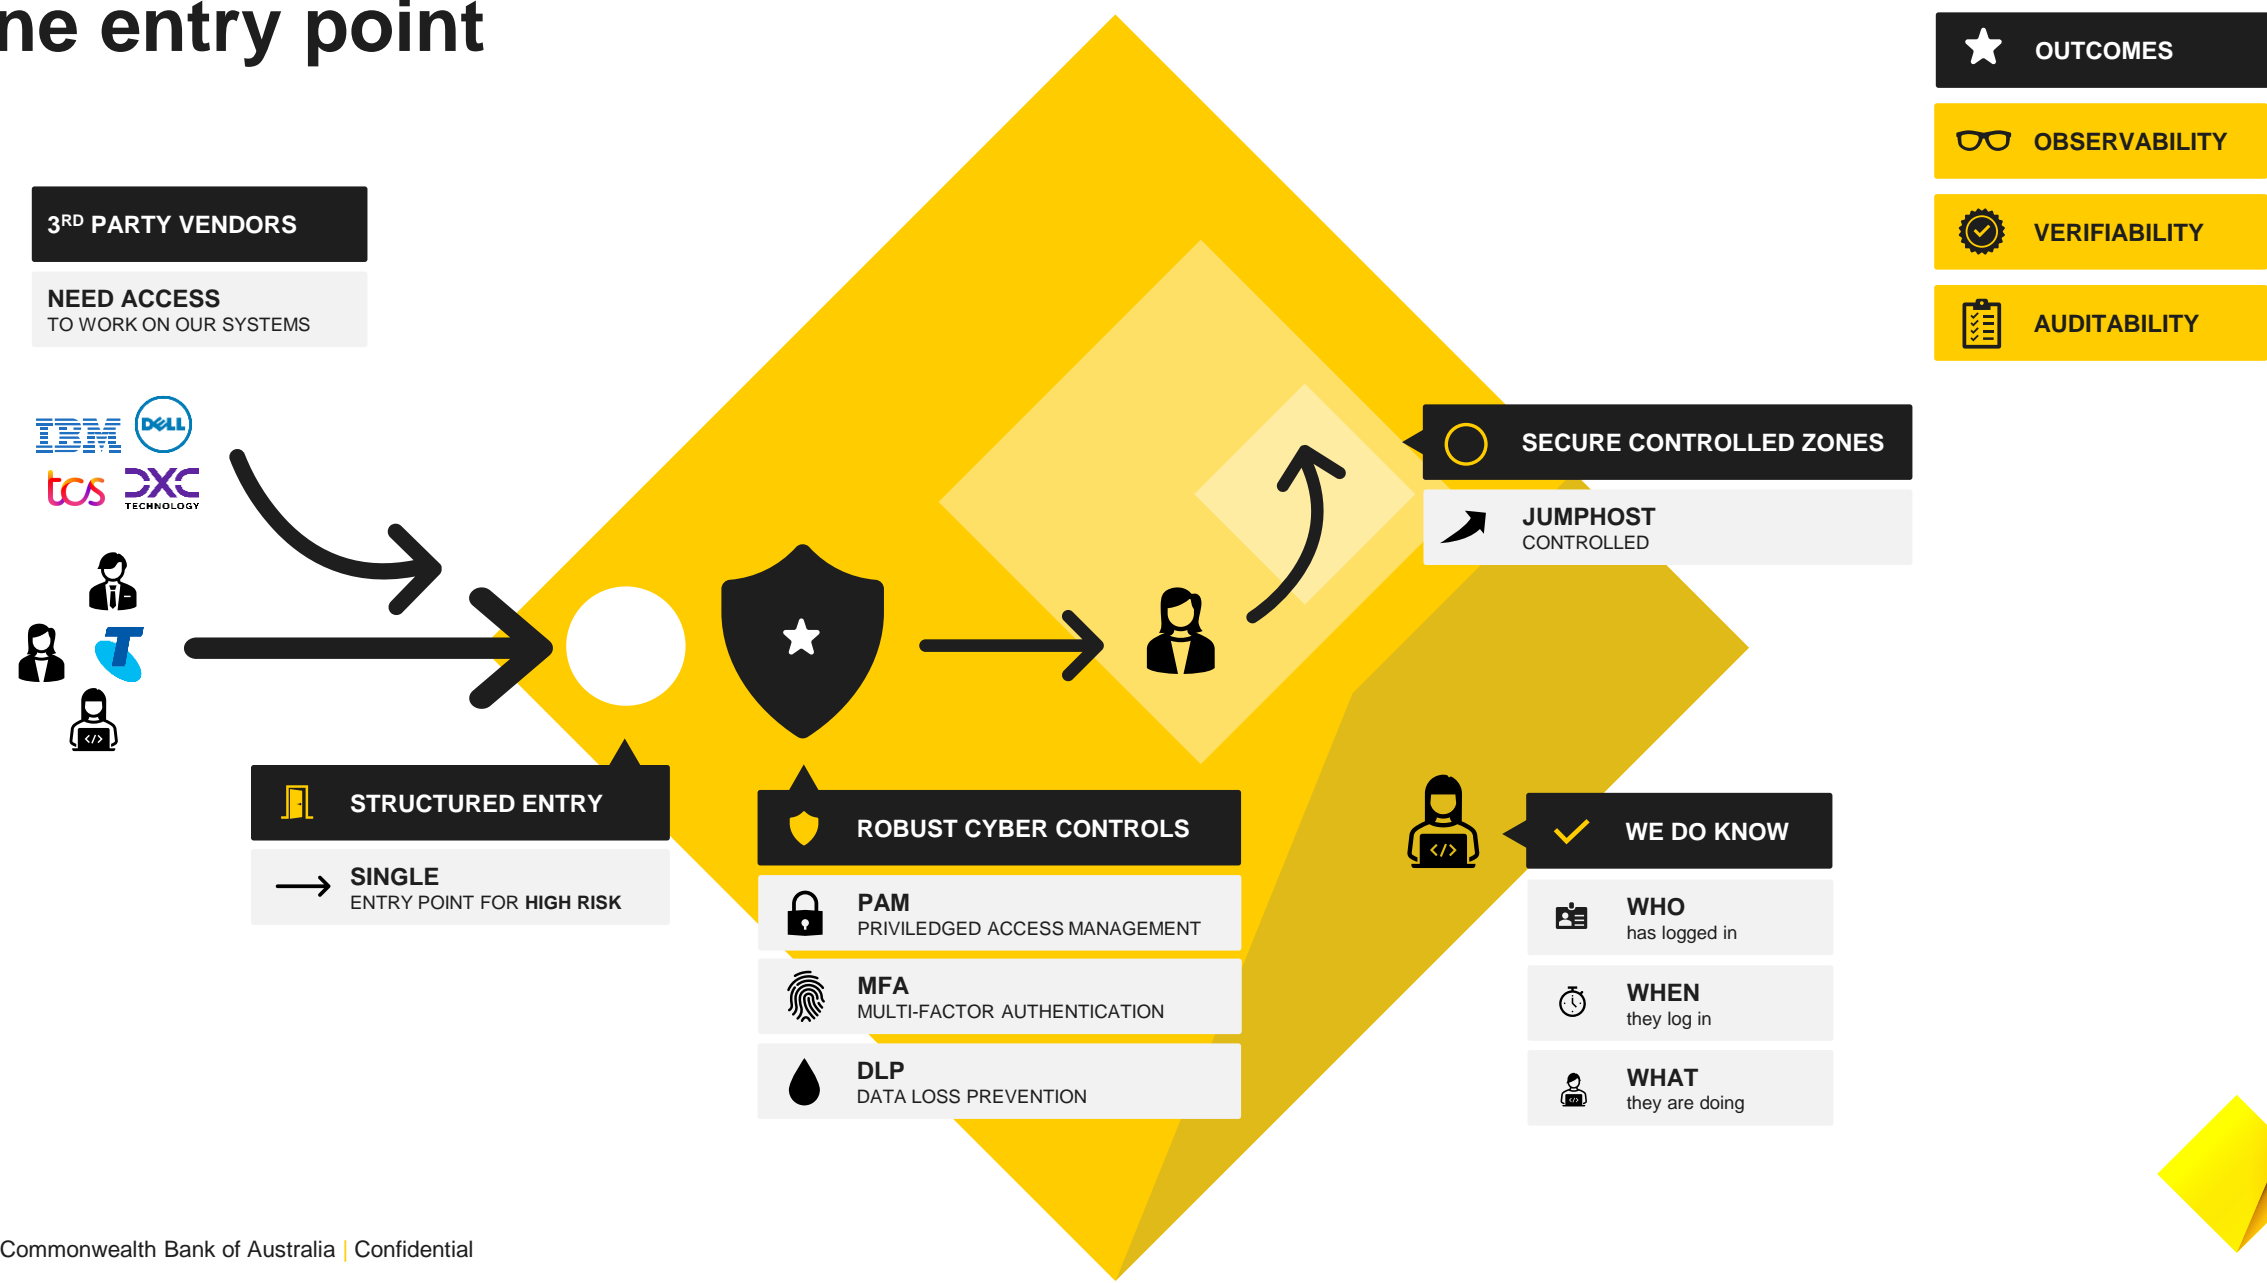 ne entry point
OUTCOMES
OBSERVABILITY
VERIFIABILITY
AUDITABILITY
3RD PARTY VENDORS
NEED ACCESS
TO WORK ON OUR SYSTEMS
IBM
DELL
tcs
DXC
TECHNOLOGY
T
SECURE CONTROLLED ZONES
JUMPHOST
CONTROLLED
STRUCTURED ENTRY
SINGLE
ENTRY POINT FOR HIGH RISK
ROBUST CYBER CONTROLS
PAM
PRIVILEDGED ACCESS MANAGEMENT
MFA
MULTI-FACTOR AUTHENTICATION
DLP
DATA LOSS PREVENTION
WE DO KNOW
WHO
has logged in
WHEN
they log in
WHAT
they are doing
Commonwealth Bank of Australia | Confidential